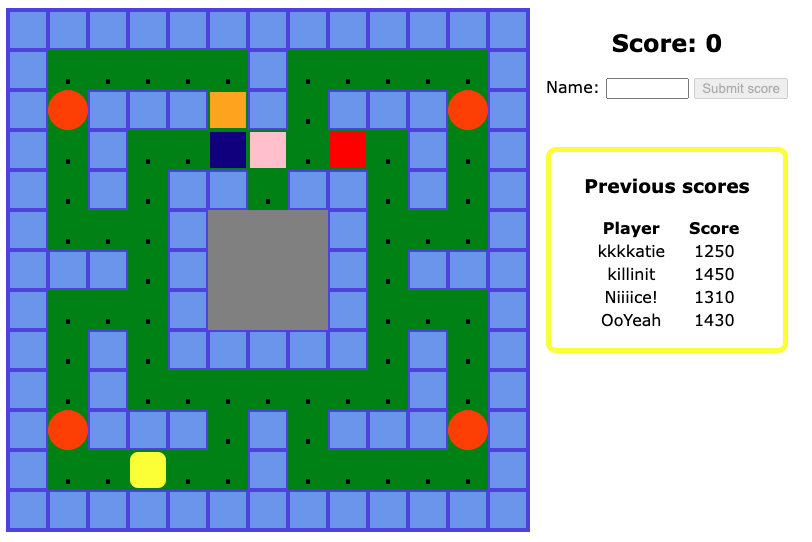 Score: 0
Name: Submit score
Previous scores
Player Score
kkkkatie 1250
killinit 1450
Niiiice! 1310
OoYeah 1430